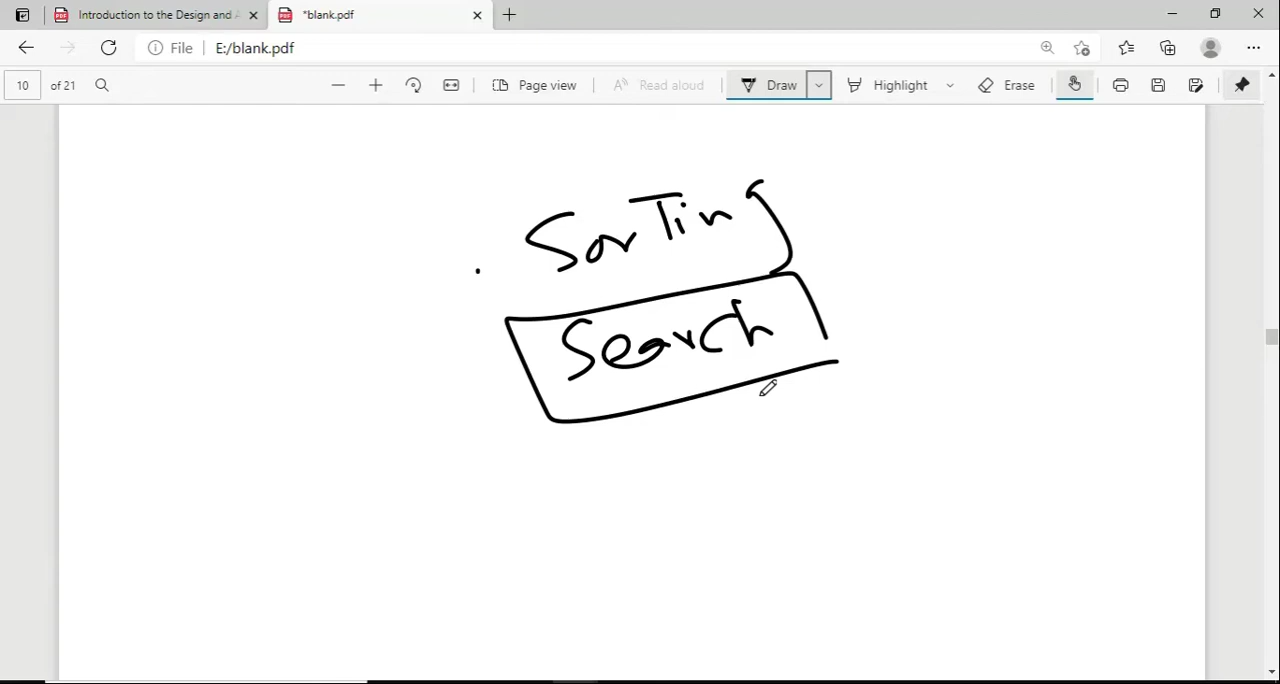 Introduction to the Design and A
*blank.pdf
File
E:/blank.pdf
10 of 21
Page view
Read aloud
Draw
Highlight
Erase
Sorting
Search